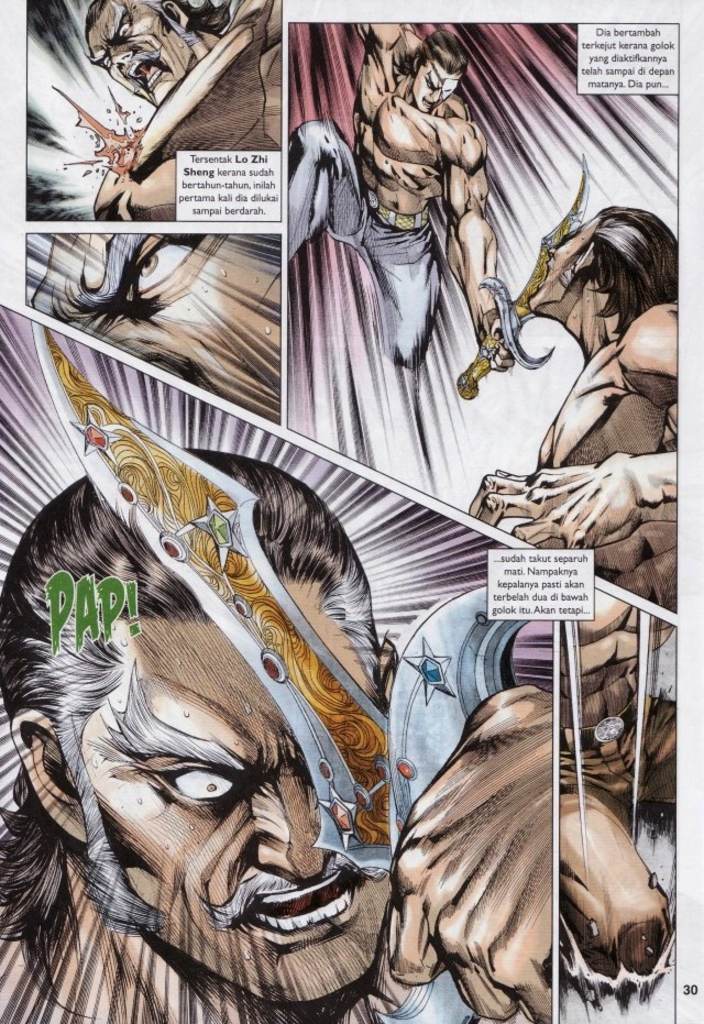 Tersentak Lo Zhi
Sheng kerana sudah
bertahun-tahun, inilah
pertama kali dia dilukai
sampai berdarah.
Dia bertambah
terkejut kerana golok
yang diaktifkannya
telah sampai di depan
matanya. Dia pun...
...sudah takut separuh
mati. Nampaknya
kepalanya pasti akan
terbelah dua di bawah
golok itu. Akan tetapi...
PAP!
30